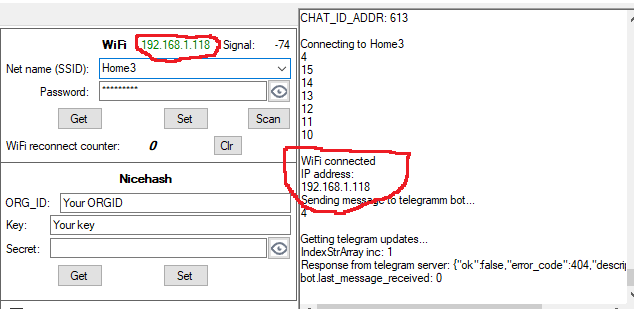 WiFi 192.168.1.118 Signal: -74
Net name (SSID): Home3
Password: *********
Get Set Scan
WiFi reconnect counter: 0 Clr
Nicehash
ORG_ID: Your ORGID
Key: Your key
Secret:
Get Set
CHAT_ID_ADDR: 613
Connecting to Home3
4
15
14
13
12
11
10
WiFi connected
IP address:
192.168.1.118
Sending message to telegramm bot...
4
Getting telegram updates...
IndexStrArray inc: 1
Response from telegram server: {"ok":false,"error_code":404,"descrip
bot.last_message_received: 0